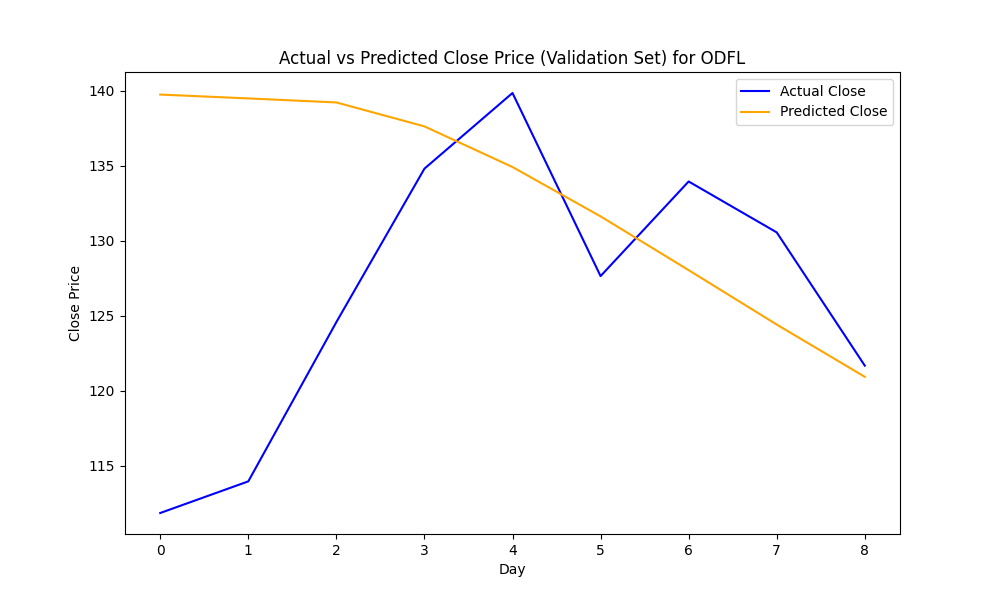 Actual vs Predicted Close Price (Validation Set) for ODFL
Actual Close
Predicted Close
Close Price
140
135
130
125
120
115
0 1 2 3 4 5 6 7 8
Day